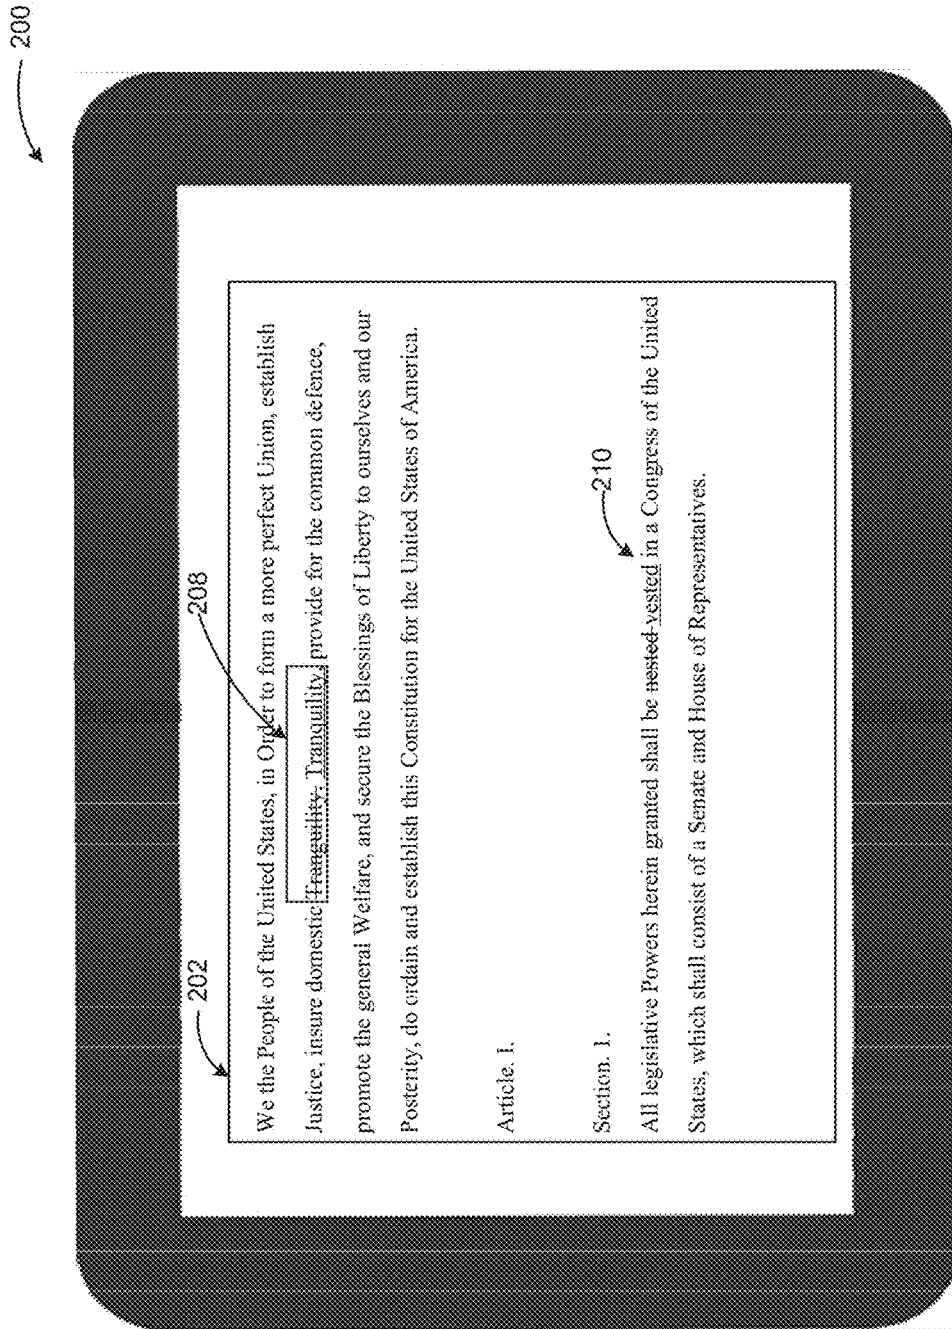 200
202
208
We the People of the United States, in Order to form a more perfect Union, establish
Justice, insure domestic Tranguility, Tranquility, provide for the common defence,
promote the general Welfare, and secure the Blessings of Liberty to ourselves and our
Posterity, do ordain and establish this Constitution for the United States of America.
Article. I.
Section. 1.
210
All legislative Powers herein granted shall be nested vested in a Congress of the United
States, which shall consist of a Senate and House of Representatives.